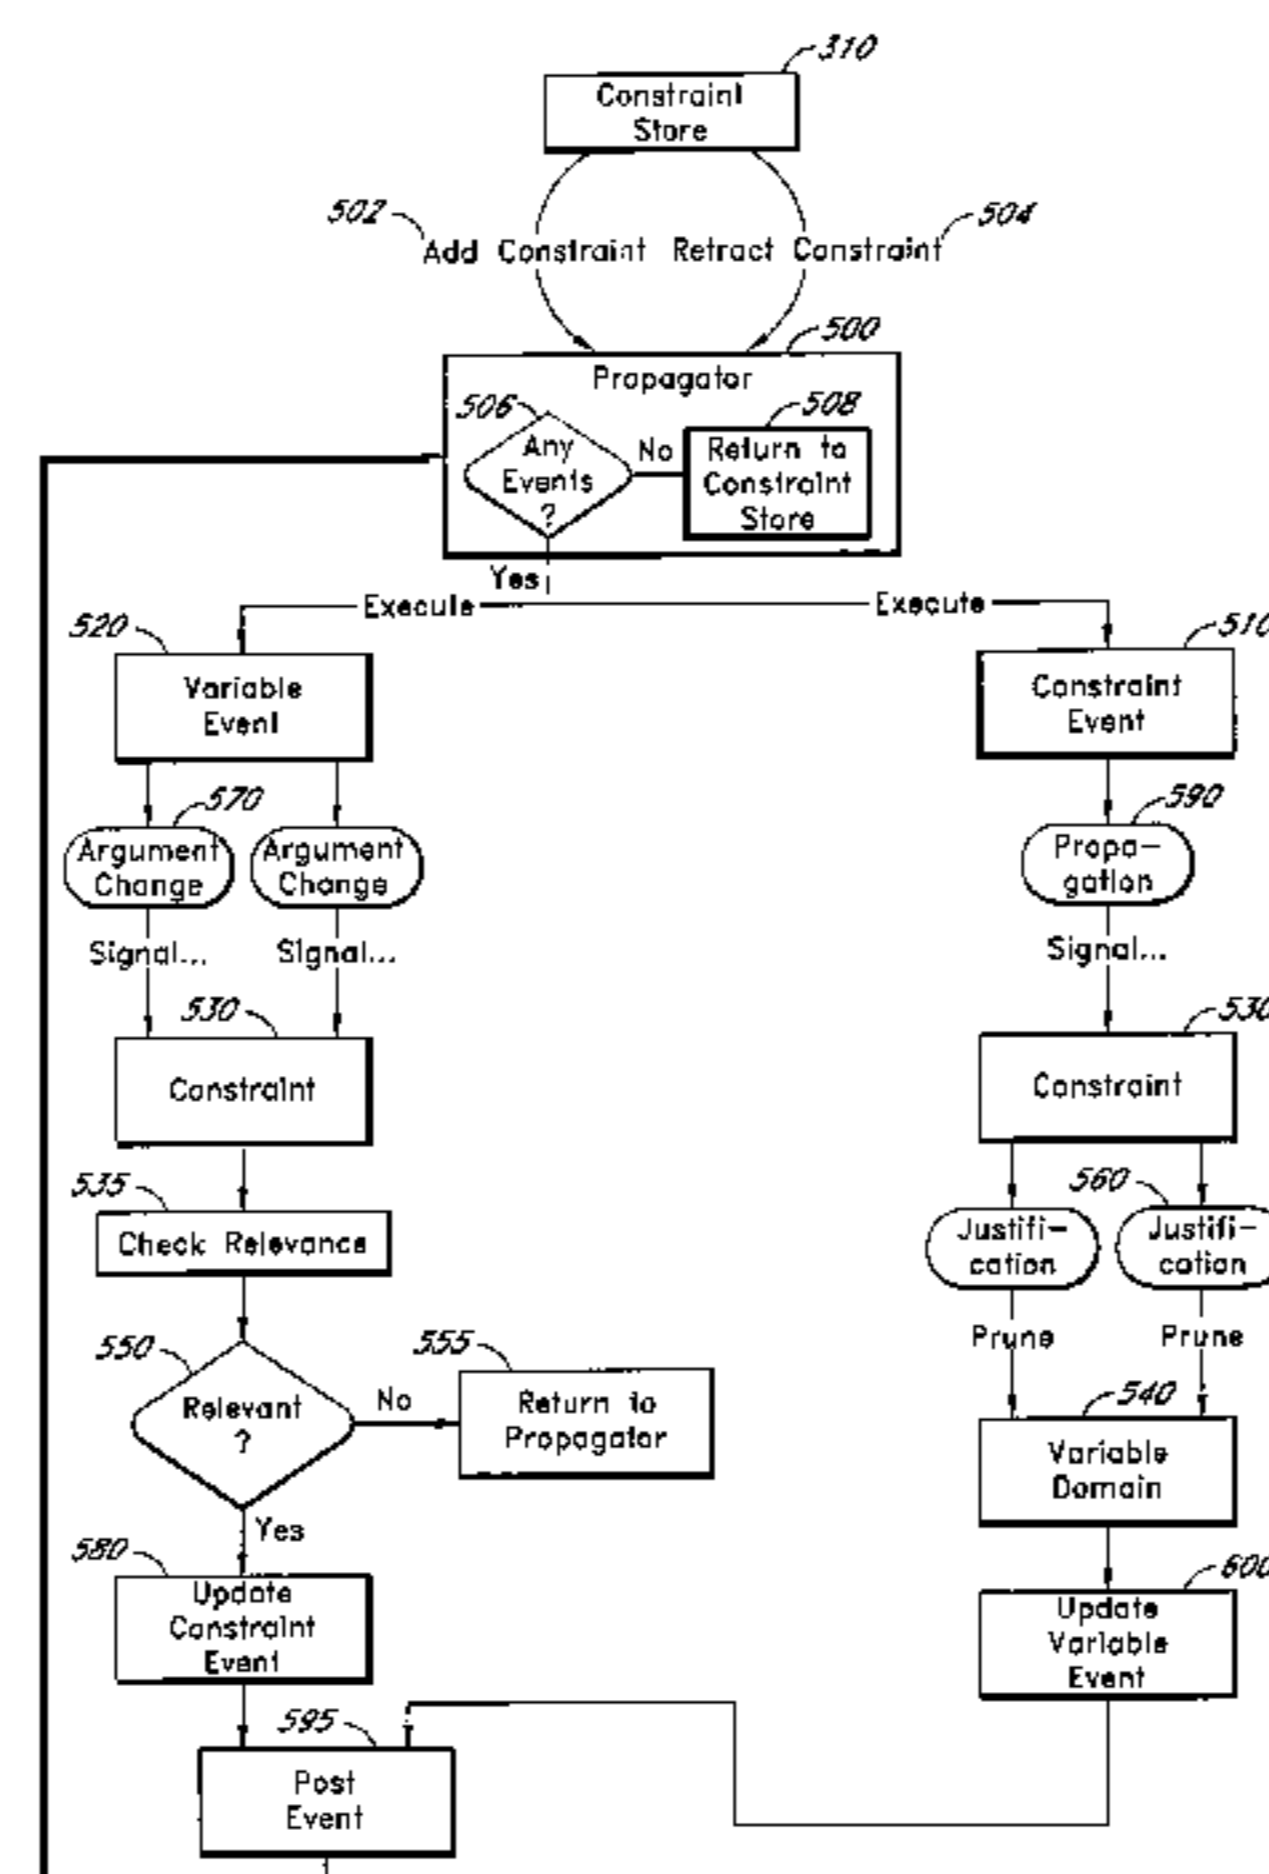 310
Constraint
Store
502
504
Add Constraint Retract Constraint
500
Propagator
506
508
Any
Events
?
No
Return to
Constraint
Store
Yes
Execute
Execute
520
510
Variable
Event
Constraint
Event
570
590
Argument
Change
Argument
Change
Propa-
gation
Signal...
Signal...
Signal...
530
530
Constraint
Constraint
535
560
Check Relevance
Justifi-
cation
Justifi-
cation
Prune
Prune
550
555
540
Relevant
?
No
Return to
Propagator
Variable
Domain
Yes
580
600
Update
Constraint
Event
Update
Variable
Event
595
Post
Event